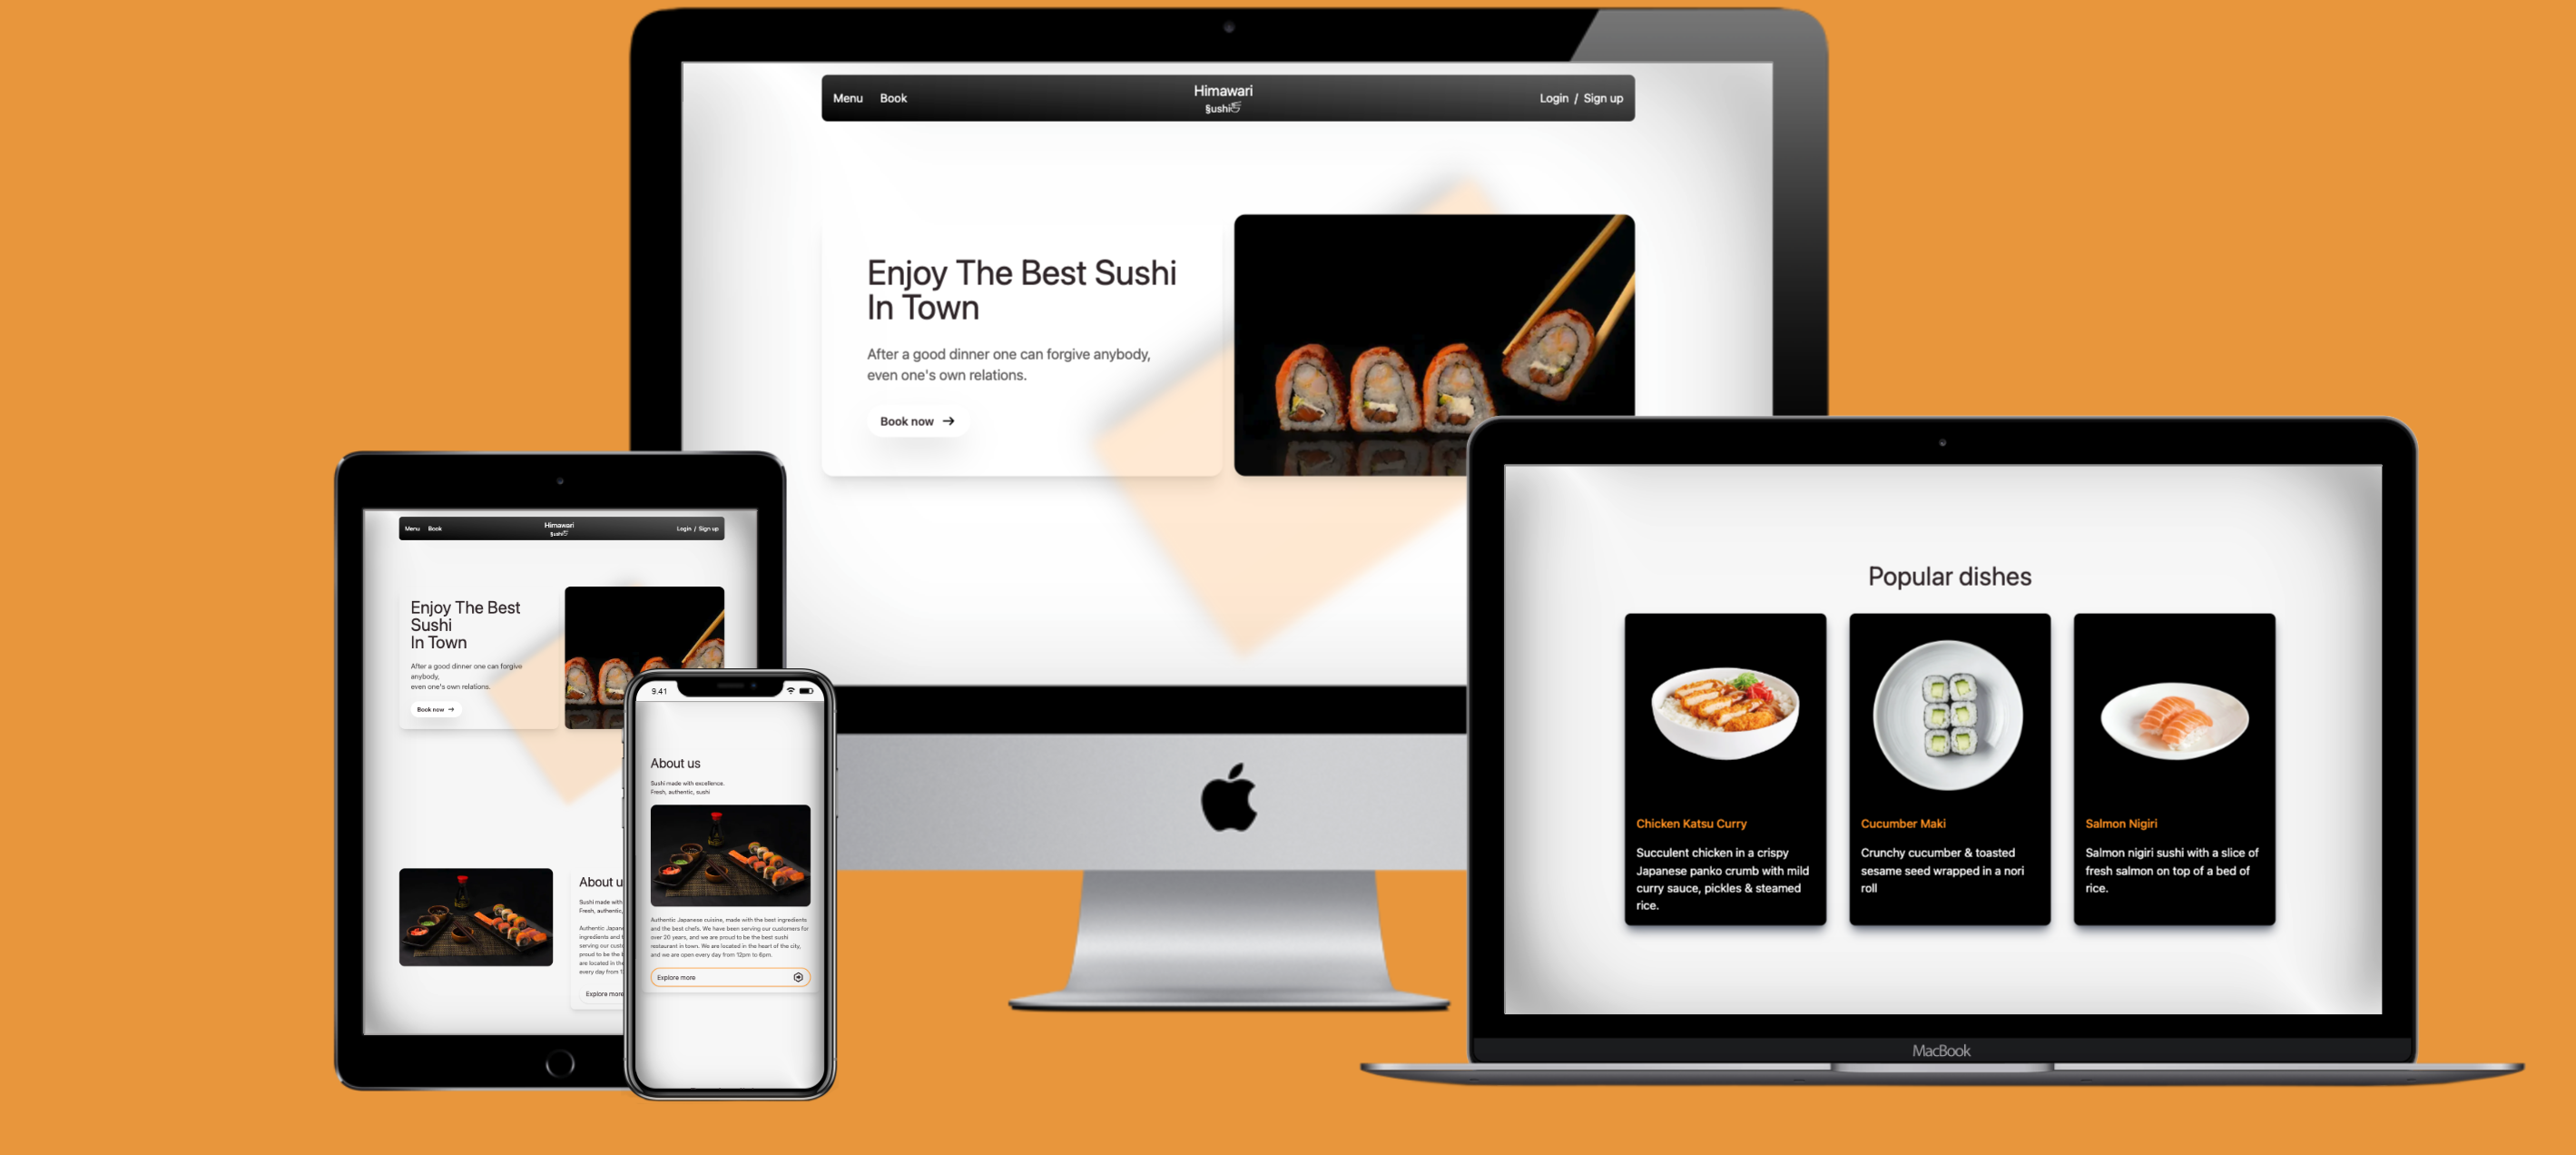 Menu Book
Himawari
§ushi
Login / Sign up
Enjoy The Best Sushi
In Town
After a good dinner one can forgive anybody,
even one's own relations.
Book now
Menu Book
Himawari
§ushi
Login / Sign up
Enjoy The Best
Sushi
In Town
After a good dinner one can forgive
anybody,
even one's own relations.
Book now
About u
Sushi made with
Fresh, authentic,
Authentic Japane
ingredients and t
serving our custo
proud to be the b
are located in the
every day from 1
Explore more
9.41
About us
Sushi made with excellence.
Fresh, authentic, sushi
Authentic Japanese cuisine, made with the best ingredients
and the best chefs. We have been serving our customers for
over 20 years, and we are proud to be the best sushi
restaurant in town. We are located in the heart of the city,
and we are open every day from 12pm to 6pm.
Explore more
Popular dishes
Chicken Katsu Curry
Succulent chicken in a crispy
Japanese panko crumb with mild
curry sauce, pickles & steamed
rice.
Cucumber Maki
Crunchy cucumber & toasted
sesame seed wrapped in a nori
roll
Salmon Nigiri
Salmon nigiri sushi with a slice of
fresh salmon on top of a bed of
rice.
MacBook